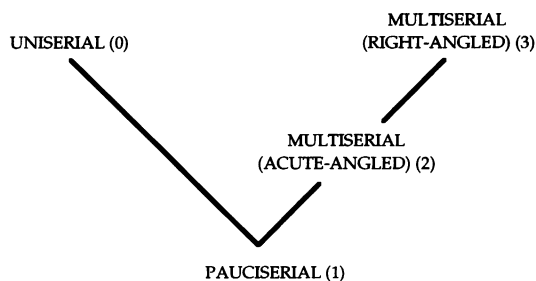 UNISERIAL (0)
MULTISERIAL
(RIGHT-ANGLED) (3)
MULTISERIAL
(ACUTE-ANGLED) (2)
PAUCISERIAL (1)